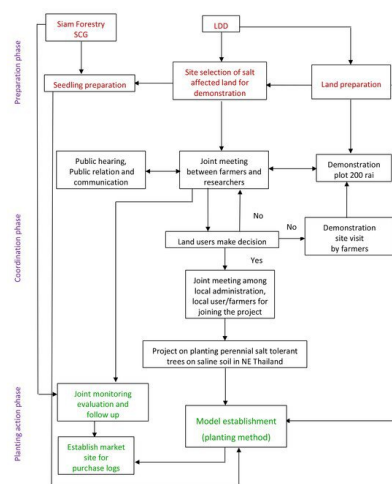 Siam Forestry
SCG
LDD
Preparation phase
Seedling preparation
Site selection of salt
affected land for
demonstration
Land preparation
Public hearing,
Public relation and
communication
Joint meeting
between farmers and
researchers
Demonstration
plot 200 rai
No
No
Coordination phase
Land users make decision
Demonstration
site visit
by farmers
Yes
Joint meeting among
local administration,
local user/farmers for
joining the project
Project on planting perennial salt tolerant
trees on saline soil in NE Thailand
Planting action phase
Joint monitoring
evaluation and
follow up
Model establishment
(planting method)
Establish market
site for
purchase logs